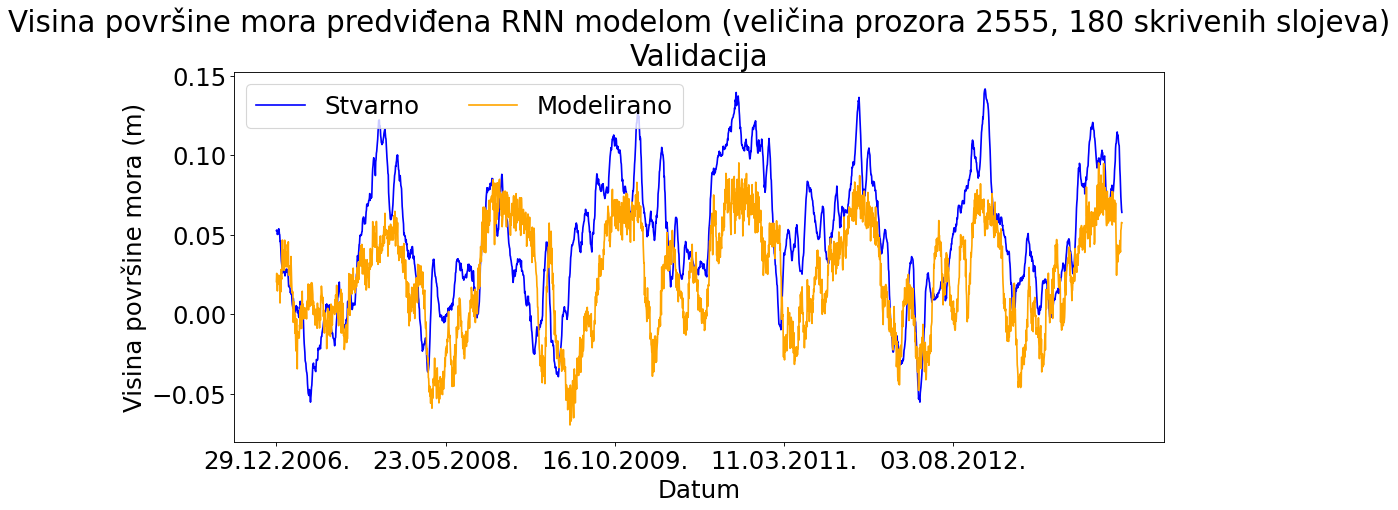 Visina površine mora predviđena RNN modelom (veličina prozora 2555, 180 skrivenih slojeva)
Validacija
Stvarno
Modelirano
Visina površine mora (m)
0.15
0.10
0.05
0.00
−0.05
29.12.2006.
23.05.2008.
16.10.2009.
11.03.2011.
03.08.2012.
Datum